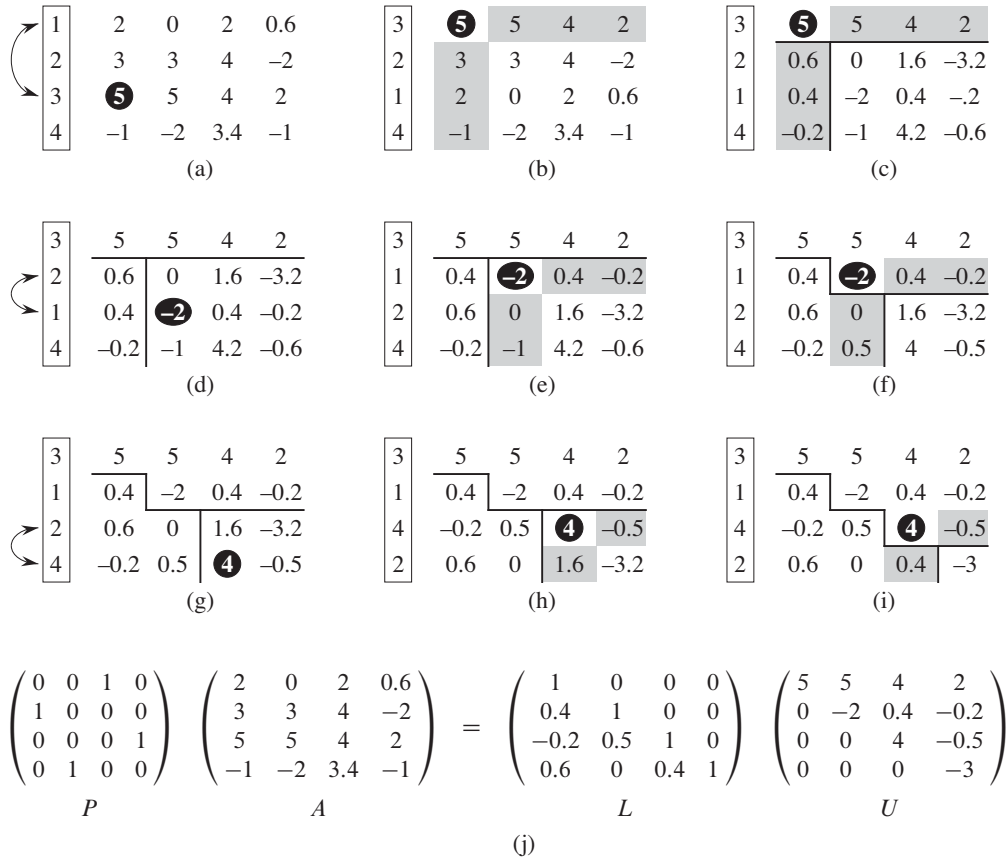 1 2 0 2 0.6 3 5 5 4 2 3 5 5 4 2
2 3 3 4 –2 2 3 3 4 –2 2 0.6 0 1.6 –3.2
3 5 5 4 2 1 2 0 2 0.6 1 0.4 –2 0.4 –.2
4 –1 –2 3.4 –1 4 –1 –2 3.4 –1 4 –0.2 –1 4.2 –0.6
(a) (b) (c)
3 5 5 4 2 3 5 5 4 2 3 5 5 4 2
2 0.6 0 1.6 –3.2 1 0.4 –2 0.4 –0.2 1 0.4 –2 0.4 –0.2
1 0.4 –2 0.4 –0.2 2 0.6 0 1.6 –3.2 2 0.6 0 1.6 –3.2
4 –0.2 –1 4.2 –0.6 4 –0.2 –1 4.2 –0.6 4 –0.2 0.5 4 –0.5
(d) (e) (f)
3 5 5 4 2 3 5 5 4 2 3 5 5 4 2
1 0.4 –2 0.4 –0.2 1 0.4 –2 0.4 –0.2 1 0.4 –2 0.4 –0.2
2 0.6 0 1.6 –3.2 4 –0.2 0.5 4 –0.5 4 –0.2 0.5 4 –0.5
4 –0.2 0.5 4 –0.5 2 0.6 0 1.6 –3.2 2 0.6 0 0.4 –3
(g) (h) (i)
0 0 1 0 2 0 2 0.6 1 0 0 0 5 5 4 2
1 0 0 0 3 3 4 −2 0.4 1 0 0 0 −2 0.4 −0.2
0 0 0 1 5 5 4 2 = −0.2 0.5 1 0 0 0 4 −0.5
0 1 0 0 −1 −2 3.4 −1 0.6 0 0.4 1 0 0 0 −3
P A L U
(j)